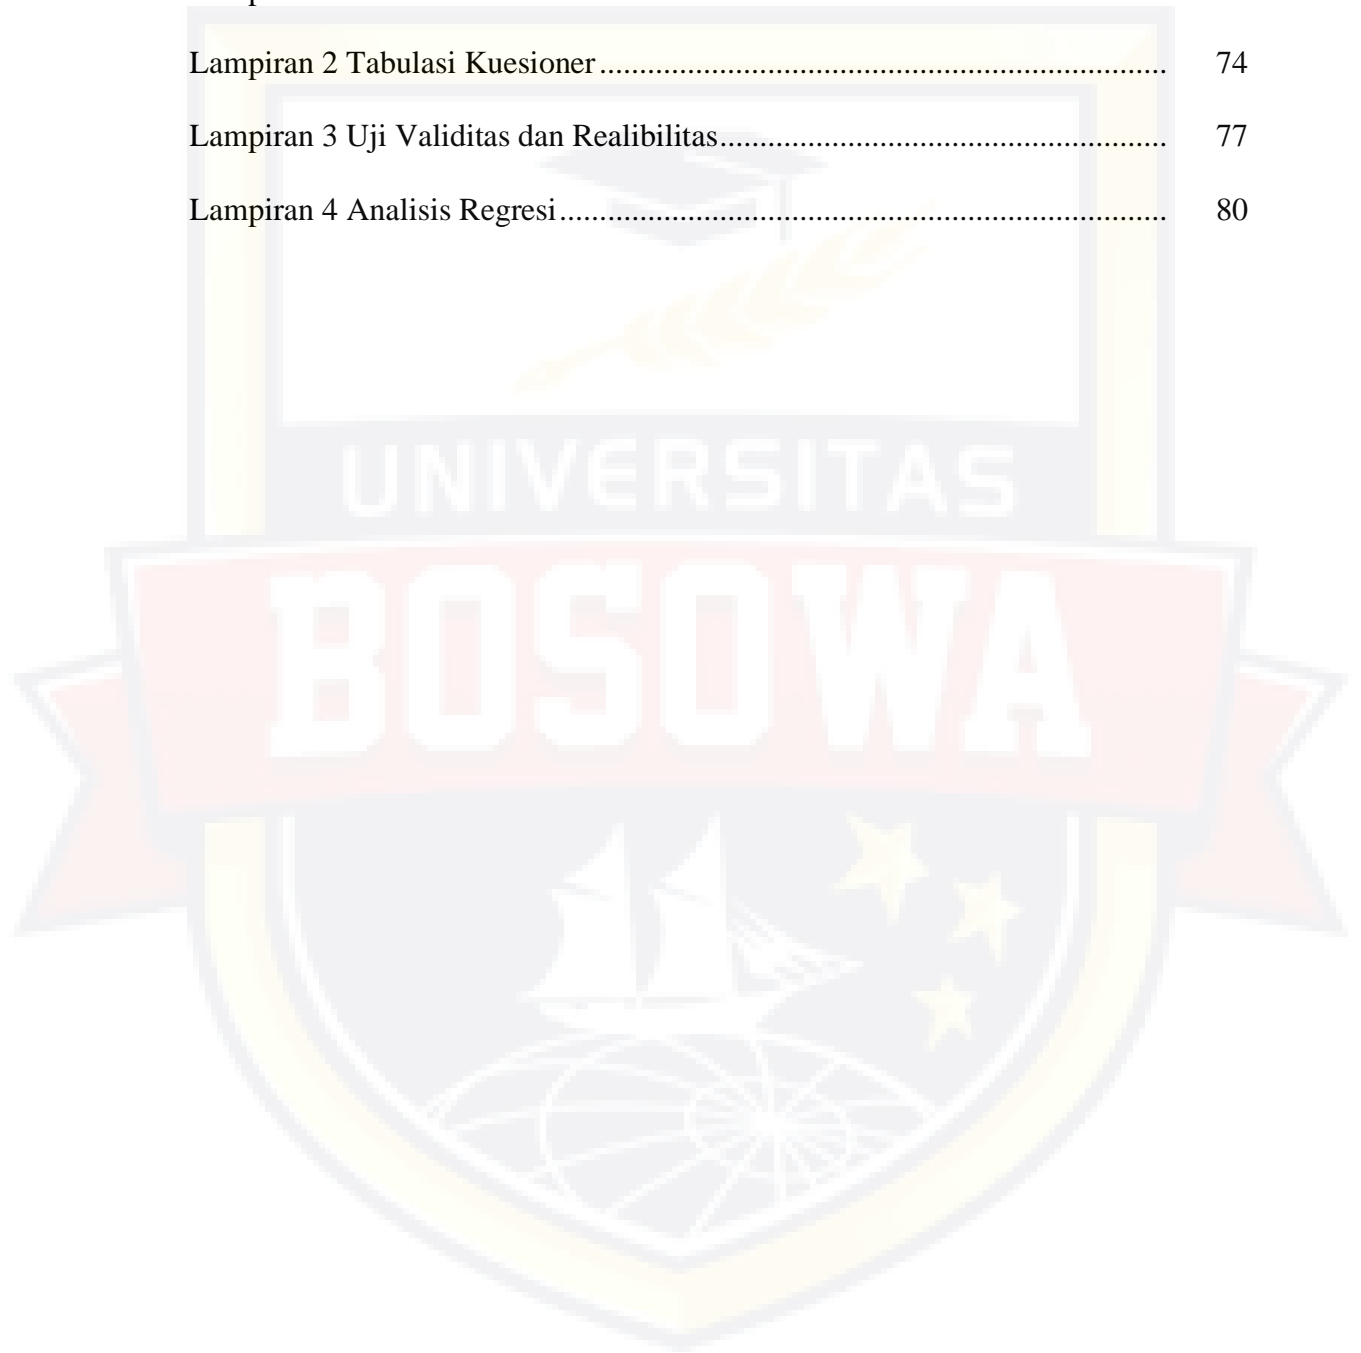 Lampiran 2 Tabulasi Kuesioner....................................................................... 74
Lampiran 3 Uji Validitas dan Realibilitas........................................................ 77
Lampiran 4 Analisis Regresi............................................................................ 80
UNIVERSITAS
BOSOWA